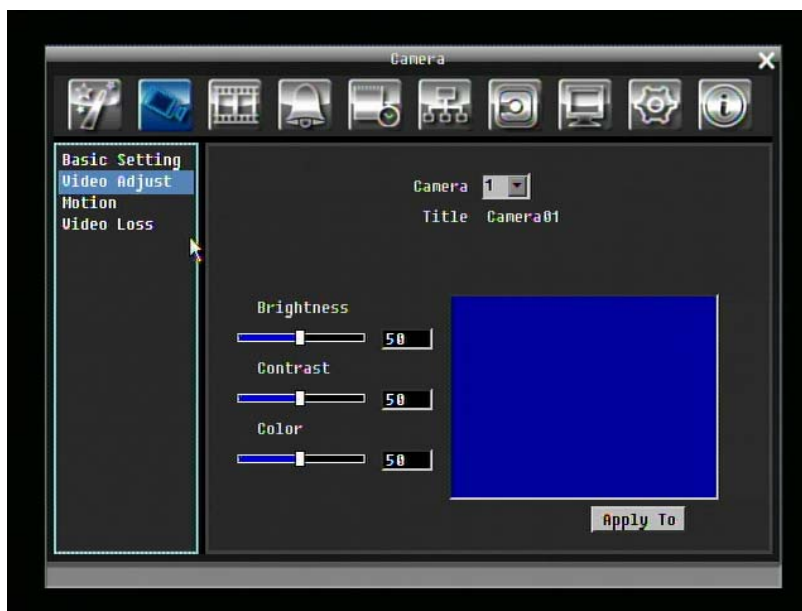 Camera
Basic Setting
Video Adjust
Motion
Video Loss
Camera 1
Title Camera01
Brightness
50
Contrast
50
Color
50
Apply To